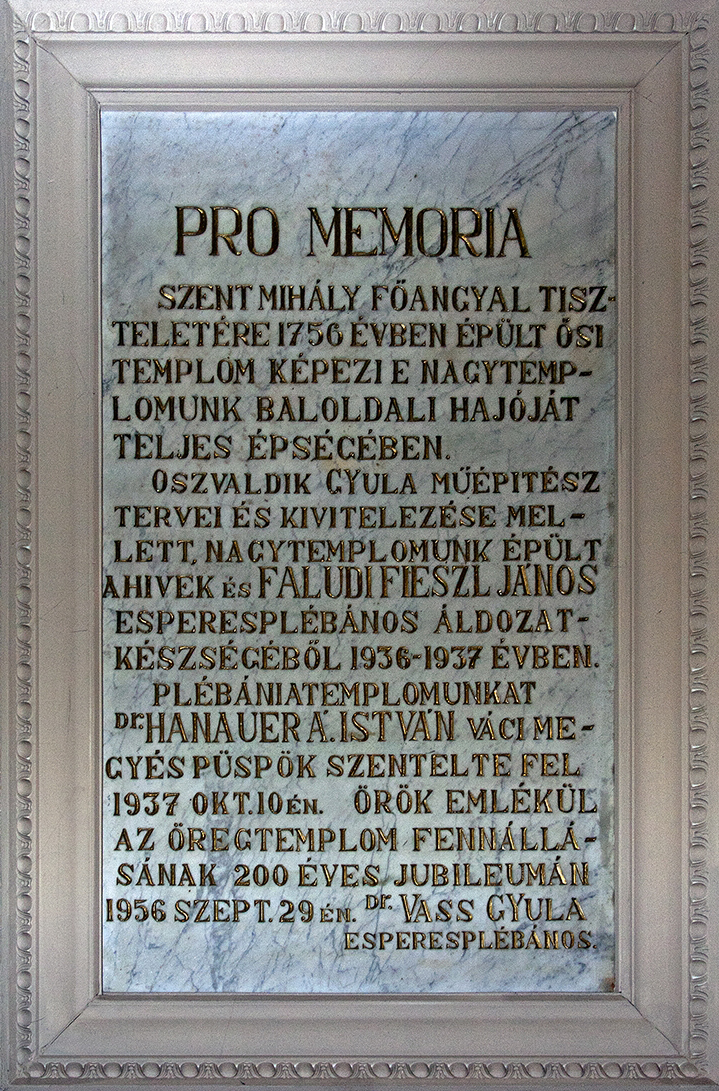 PRO MEMORIA
SZENT MIHÁLY FŐANGYAL TISZ-
TELETÉRE 1756 ÉVBEN ÉPÜLT ŐSI
TEMPLOM KÉPEZI E NAGYTEMP-
LOMUNK BALOLDALI HAJÓJÁT
TELJES ÉPSÉGÉBEN.
OSZVALDIK GYULA MŰÉPITÉSZ
TERVEI ÉS KIVITELEZÉSE MEL-
LETT, NAGYTEMPLOMUNK ÉPÜLT
A HIVEK ÉS FALUDI FIESZL JÁNOS
ESPERESPLÉBÁNOS ÁLDOZAT-
KÉSZSÉGÉBŐL 1936-1937 ÉVBEN.
PLÉBÁNIATEMPLOMUNKAT
DR. HANAUER Á. ISTVÁN VÁCI ME-
GYÉS PÜSPÖK SZENTELTE FEL
1937 OKT. 10 ÉN. ÖRÖK EMLÉKÜL
AZ ÖREGTEMPLOM FENNÁLLÁ-
SÁNAK 200 ÉVES JUBILEUMÁN
1956 SZEPT. 29 ÉN. DR. VASS GYULA
ESPERESPLÉBÁNOS.